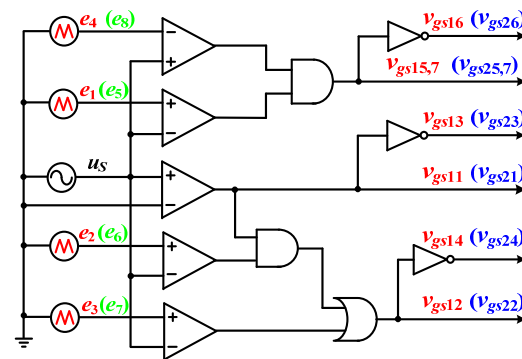 e4 (e8)
vgs16 (vgs26)
vgs15,7 (vgs25,7)
e1(e5)
vgs13 (vgs23)
uS
vgs11 (vgs21)
e2(e6)
vgs14 (vgs24)
e3(e7)
vgs12 (vgs22)
− + + − + − + − + −